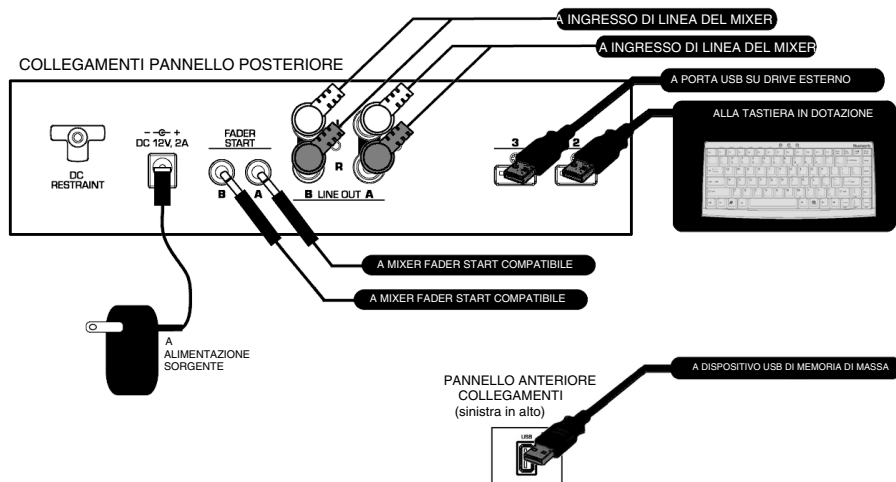 A INGRESSO DI LINEA DEL MIXER
A INGRESSO DI LINEA DEL MIXER
COLLEGAMENTI PANNELLO POSTERIORE
A PORTA USB SU DRIVE ESTERNO
ALLA TASTIERA IN DOTAZIONE
Numark
DC
RESTRAINT
- +
DC 12V, 2A
FADER
START
B A
R
B LINE OUT A
3 2
A MIXER FADER START COMPATIBILE
A MIXER FADER START COMPATIBILE
A
ALIMENTAZIONE
SORGENTE
PANNELLO ANTERIORE
COLLEGAMENTI
(sinistra in alto)
A DISPOSITIVO USB DI MEMORIA DI MASSA
USB